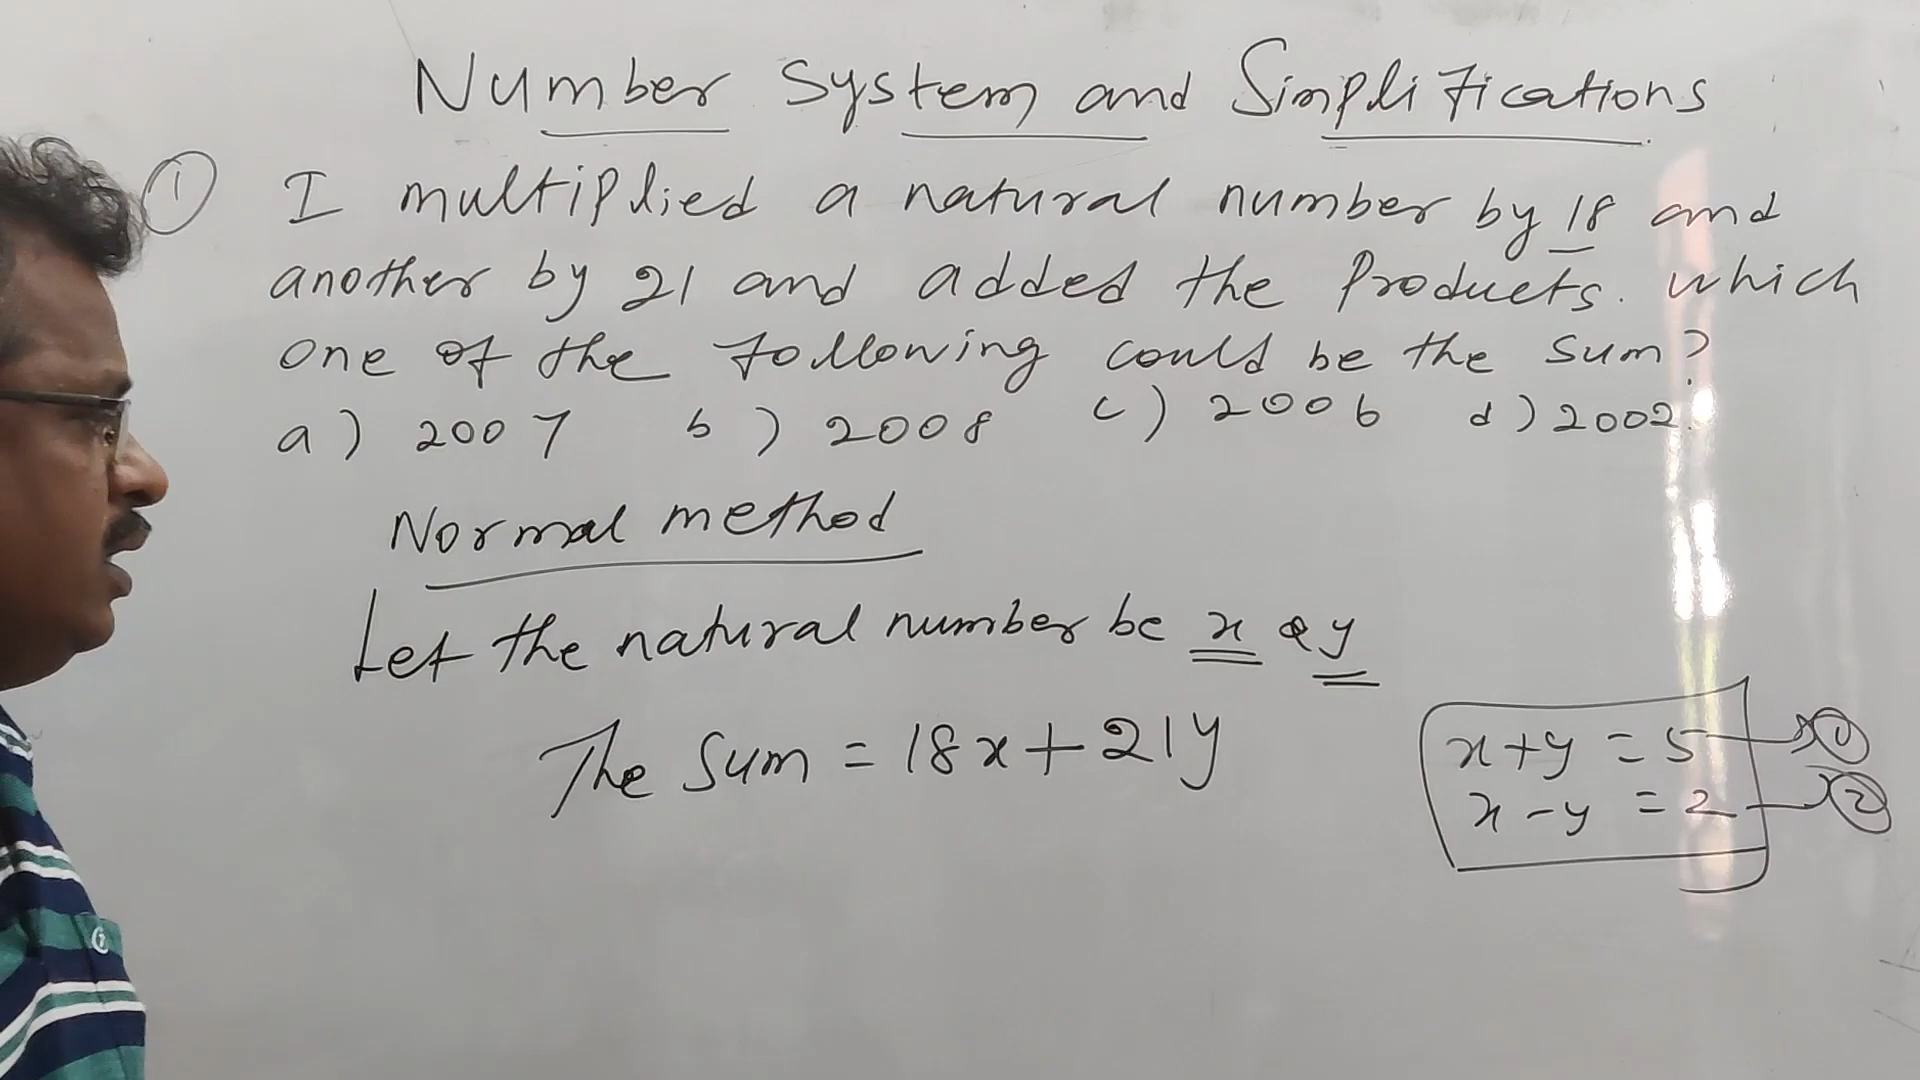 Number System and Simplifications
① I multiplied a natural number by 18 and
another by 21 and added the Products. which
one of the following could be the sum?
a) 2007 b) 2008 c) 2006 d) 2002.
Normal method
Let the natural number be x & y
The Sum = 18x+21y
x+y = 5 → ①
x-y = 2 → ②